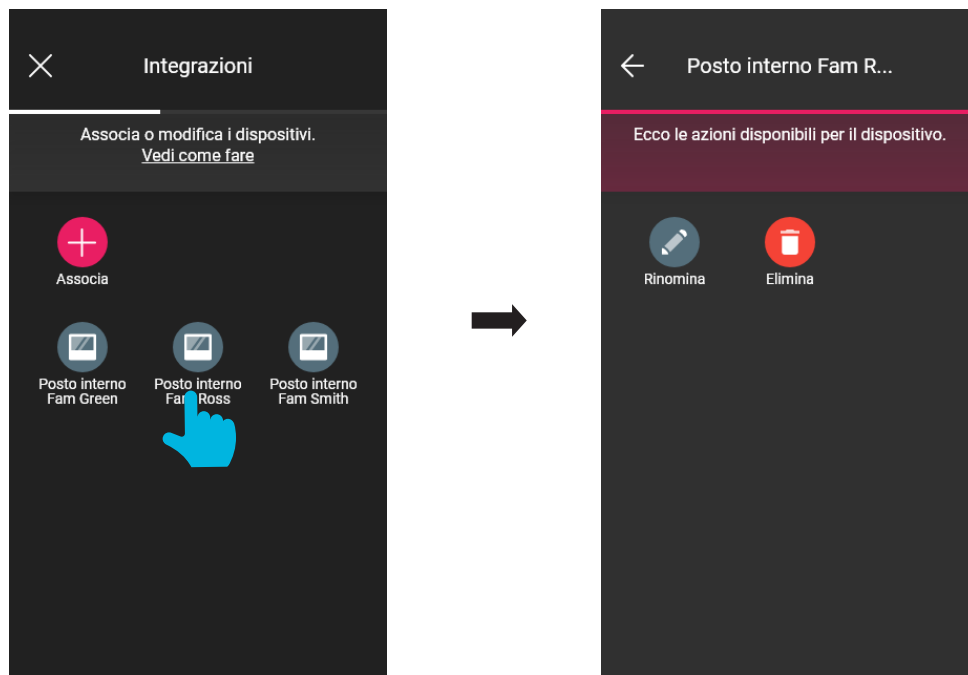 Integrazioni
Associa o modifica i dispositivi.
Vedi come fare
Associa
Posto interno
Fam Green
Posto interno
Fam Ross
Posto interno
Fam Smith
Posto interno Fam R...
Ecco le azioni disponibili per il dispositivo.
Rinomina
Elimina